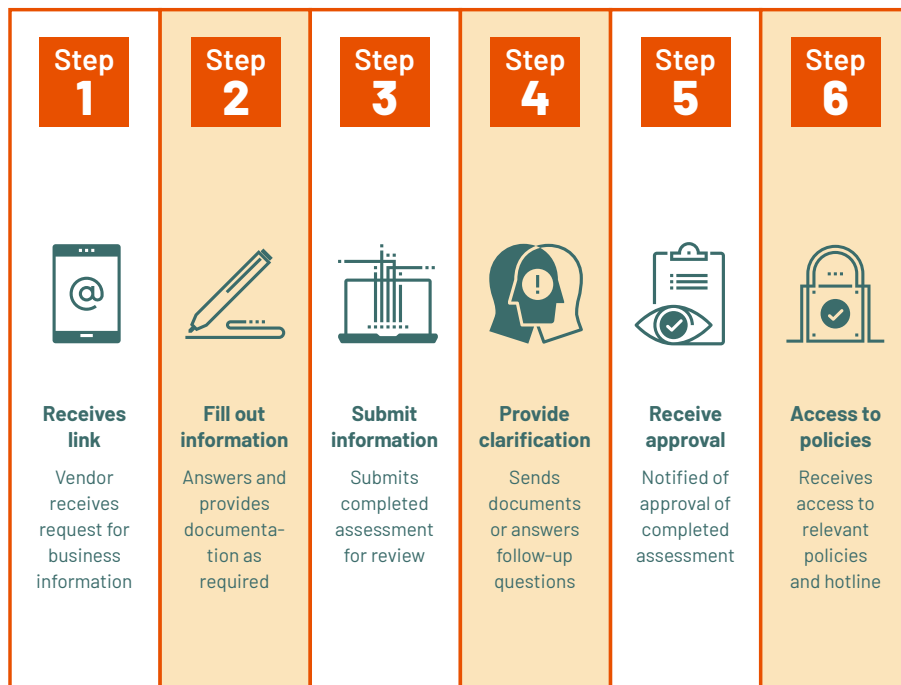 Step
1
Receives
link
Vendor
receives
request for
business
information
Step
2
Fill out
information
Answers and
provides
documenta-
tion as
required
Step
3
Submit
information
Submits
completed
assessment
for review
Step
4
Provide
clarification
Sends
documents
or answers
follow-up
questions
Step
5
Receive
approval
Notified of
approval of
completed
assessment
Step
6
Access to
policies
Receives
access to
relevant
policies
and hotline